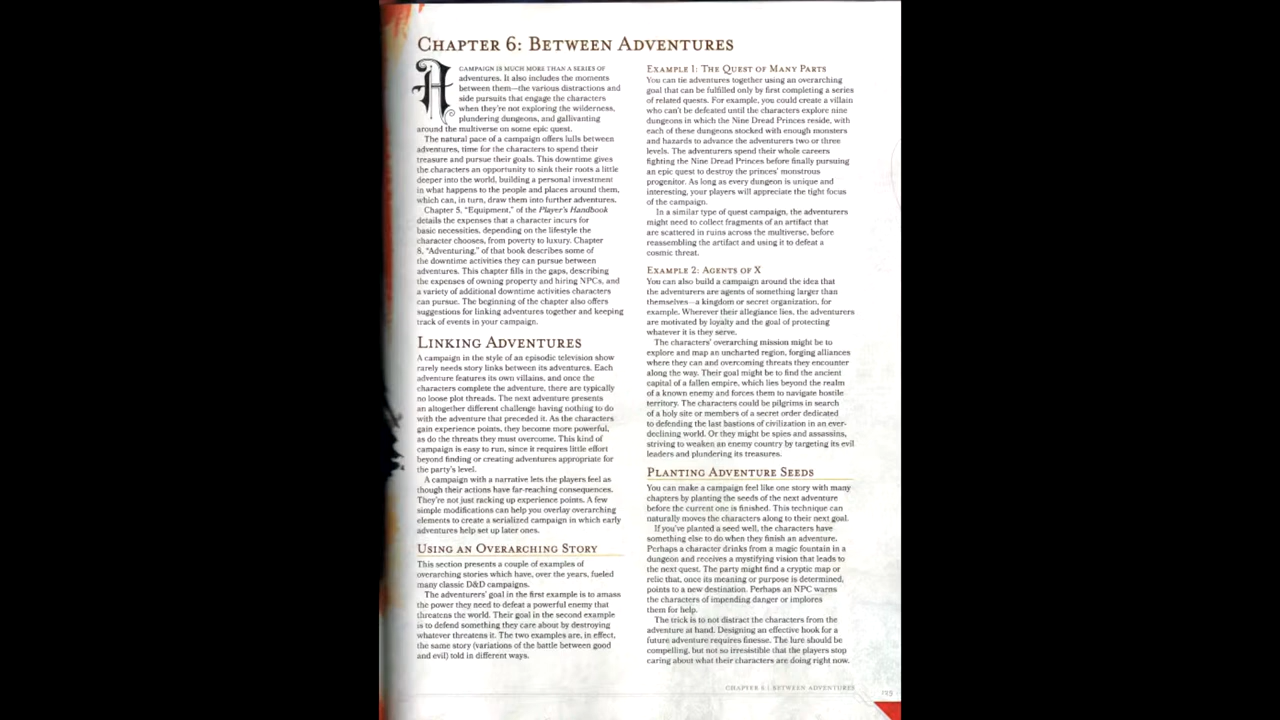 CHAPTER 6: BETWEEN ADVENTURES
A CAMPAIGN IS MUCH MORE THAN A SERIES OF
adventures. It also includes the moments
between them—the various distractions and
side pursuits that engage the characters
when they're not exploring the wilderness,
plundering dungeons, and gallivanting
around the multiverse on some epic quest.
The natural pace of a campaign offers lulls between
adventures, time for the characters to spend their
treasure and pursue their goals. This downtime gives
the characters an opportunity to sink their roots a little
deeper into the world, building a personal investment
in what happens to the people and places around them,
which can, in turn, draw them into further adventures.
Chapter 5, "Equipment," of the Player's Handbook
details the expenses that a character incurs for
basic necessities, depending on the lifestyle the
character chooses, from poverty to luxury. Chapter
8, "Adventuring," of that book describes some of
the downtime activities they can pursue between
adventures. This chapter fills in the gaps, describing
the expenses of owning property and hiring NPCs, and
a variety of additional downtime activities characters
can pursue. The beginning of the chapter also offers
suggestions for linking adventures together and keeping
track of events in your campaign.
LINKING ADVENTURES
A campaign in the style of an episodic television show
rarely needs story links between its adventures. Each
adventure features its own villains, and once the
characters complete the adventure, there are typically
no loose plot threads. The next adventure presents
an altogether different challenge having nothing to do
with the adventure that preceded it. As the characters
gain experience points, they become more powerful,
as do the threats they must overcome. This kind of
campaign is easy to run, since it requires little effort
beyond finding or creating adventures appropriate for
the party's level.
A campaign with a narrative lets the players feel as
though their actions have far-reaching consequences.
They're not just racking up experience points. A few
simple modifications can help you overlay overarching
elements to create a serialized campaign in which early
adventures help set up later ones.
USING AN OVERARCHING STORY
This section presents a couple of examples of
overarching stories which have, over the years, fueled
many classic D&D campaigns.
The adventurers' goal in the first example is to amass
the power they need to defeat a powerful enemy that
threatens the world. Their goal in the second example
is to defend something they care about by destroying
whatever threatens it. The two examples are, in effect,
the same story (variations of the battle between good
and evil) told in different ways.
EXAMPLE 1: THE QUEST OF MANY PARTS
You can tie adventures together using an overarching
goal that can be fulfilled only by first completing a series
of related quests. For example, you could create a villain
who can't be defeated until the characters explore nine
dungeons in which the Nine Dread Princes reside, with
each of these dungeons stocked with enough monsters
and hazards to advance the adventurers two or three
levels. The adventurers spend their whole careers
fighting the Nine Dread Princes before finally pursuing
an epic quest to destroy the princes' monstrous
progenitor. As long as every dungeon is unique and
interesting, your players will appreciate the tight focus
of the campaign.
In a similar type of quest campaign, the adventurers
might need to collect fragments of an artifact that
are scattered in ruins across the multiverse, before
reassembling the artifact and using it to defeat a
cosmic threat.
EXAMPLE 2: AGENTS OF X
You can also build a campaign around the idea that
the adventurers are agents of something larger than
themselves—a kingdom or secret organization, for
example. Wherever their allegiance lies, the adventurers
are motivated by loyalty and the goal of protecting
whatever it is they serve.
The characters' overarching mission might be to
explore and map an uncharted region, forging alliances
where they can and overcoming threats they encounter
along the way. Their goal might be to find the ancient
capital of a fallen empire, which lies beyond the realm
of a known enemy and forces them to navigate hostile
territory. The characters could be pilgrims in search
of a holy site or members of a secret order dedicated
to defending the last bastions of civilization in an ever-
declining world. Or they might be spies and assassins,
striving to weaken an enemy country by targeting its evil
leaders and plundering its treasures.
PLANTING ADVENTURE SEEDS
You can make a campaign feel like one story with many
chapters by planting the seeds of the next adventure
before the current one is finished. This technique can
naturally moves the characters along to their next goal.
If you've planted a seed well, the characters have
something else to do when they finish an adventure.
Perhaps a character drinks from a magic fountain in a
dungeon and receives a mystifying vision that leads to
the next quest. The party might find a cryptic map or
relic that, once its meaning or purpose is determined,
points to a new destination. Perhaps an NPC warns
the characters of impending danger or implores
them for help.
The trick is to not distract the characters from the
adventure at hand. Designing an effective hook for a
future adventure requires finesse. The lure should be
compelling, but not so irresistible that the players stop
caring about what their characters are doing right now.
CHAPTER 6 | BETWEEN ADVENTURES
125